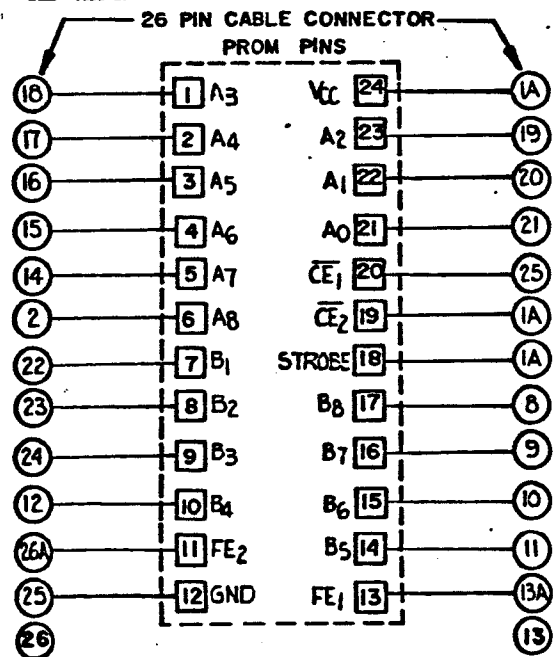 26 PIN CABLE CONNECTOR
PROM PINS
18 1 A3 VCC 24 1A
17 2 A4 A2 23 19
16 3 A5 A1 22 20
15 4 A6 A0 21 21
14 5 A7 CE1 20 25
2 6 A8 CE2 19 1A
22 7 B1 STROBE 18 1A
23 8 B2 B8 17 8
24 9 B3 B7 16 9
12 10 B4 B6 15 10
26A 11 FE2 B5 14 11
25 12 GND FE1 13 13A
26 13